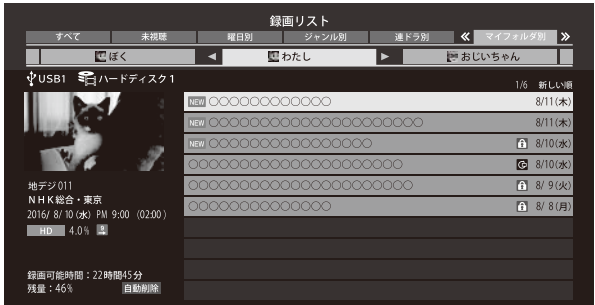 録画リスト
すべて 未視聴 曜日別 ジャンル別 連ドラ別 ≪ マイフォルダ別 ≫
ぼく ◀ わたし ▶ おじいちゃん
USB1 ハードディスク1 1/6 新しい順
NEW ○○○○○○○○○○○○ 8/11(木)
NEW ○○○○○○○○○○○○○○○○○○○○ 8/11(木)
NEW ○○○○○○○○○○○○○○○○ 8/10(水)
○○○○○○○○○○○○○○○○○○○ 8/10(水)
○○○○○○○○○○○○○○○○○○○○ 8/ 9(火)
○○○○○○○○○○○○○ 8/ 8(月)
地デジ011
NHK総合・東京
2016/ 8/10(水) PM 9:00 (02:00)
HD 4.0%
録画可能時間：22時間45分
残量：46% 自動削除